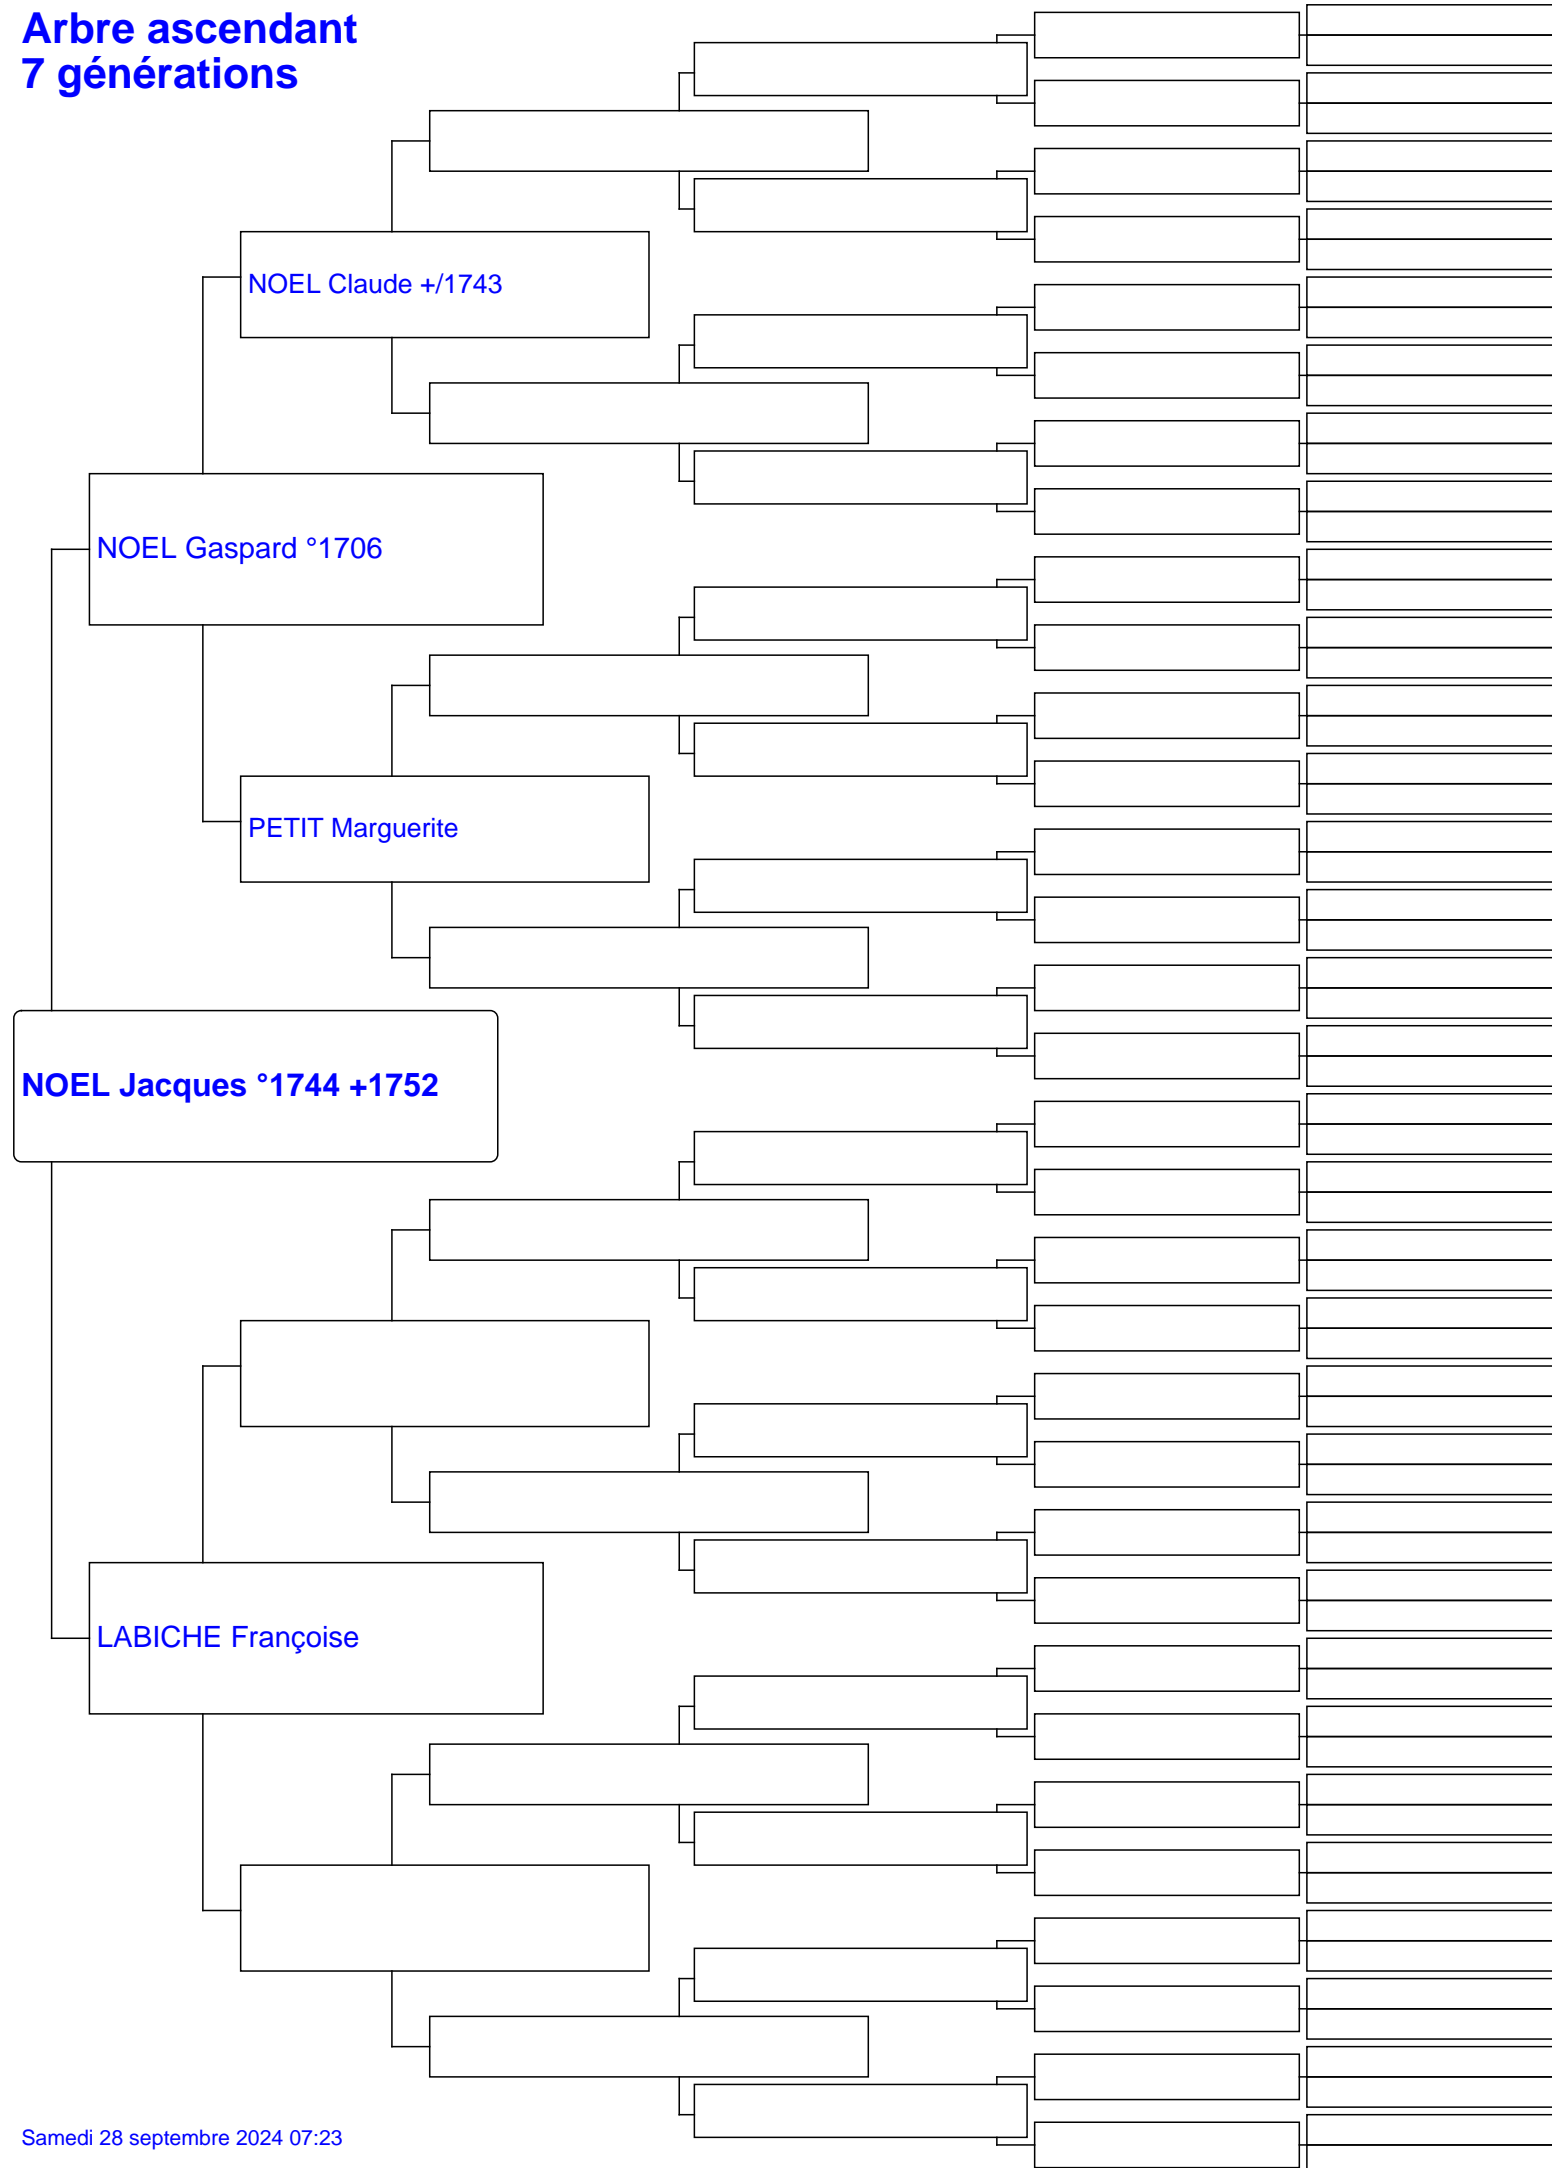 Arbre ascendant
7 générations
NOEL Claude +/1743
NOEL Gaspard °1706
PETIT Marguerite
NOEL Jacques °1744 +1752
LABICHE Françoise
Samedi 28 septembre 2024 07:23